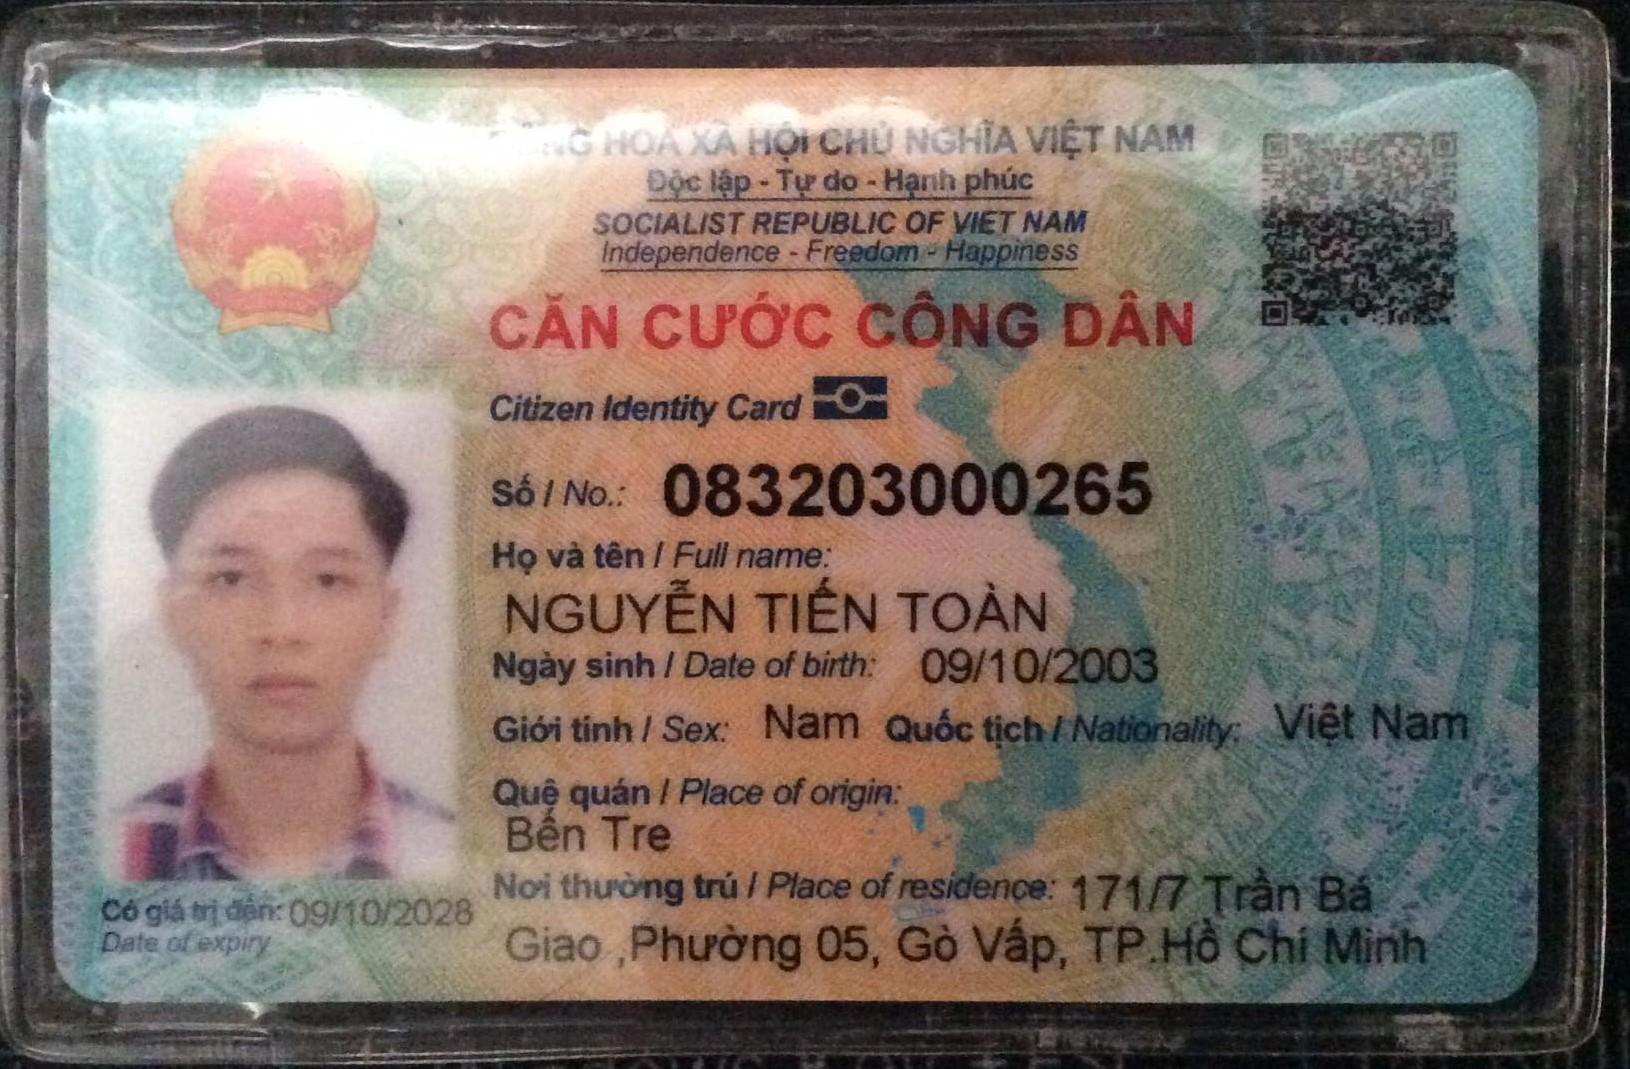 HOÀ XÃ HỘI CHỦ NGHĨA VIỆT NAM
Độc lập - Tự do - Hạnh phúc
SOCIALIST REPUBLIC OF VIET NAM
Independence - Freedom - Happiness
CĂN CƯỚC CÔNG DÂN
Citizen Identity Card
Số / No.: 083203000265
Họ và tên / Full name:
NGUYỄN TIẾN TOÀN
Ngày sinh / Date of birth: 09/10/2003
Giới tính / Sex: Nam Quốc tịch / Nationality: Việt Nam
Quê quán / Place of origin:
Bến Tre
Nơi thường trú / Place of residence: 171/7 Trần Bá
Giao ,Phường 05, Gò Vấp, TP.Hồ Chí Minh
Có giá trị đến: 09/10/2028
Date of expiry